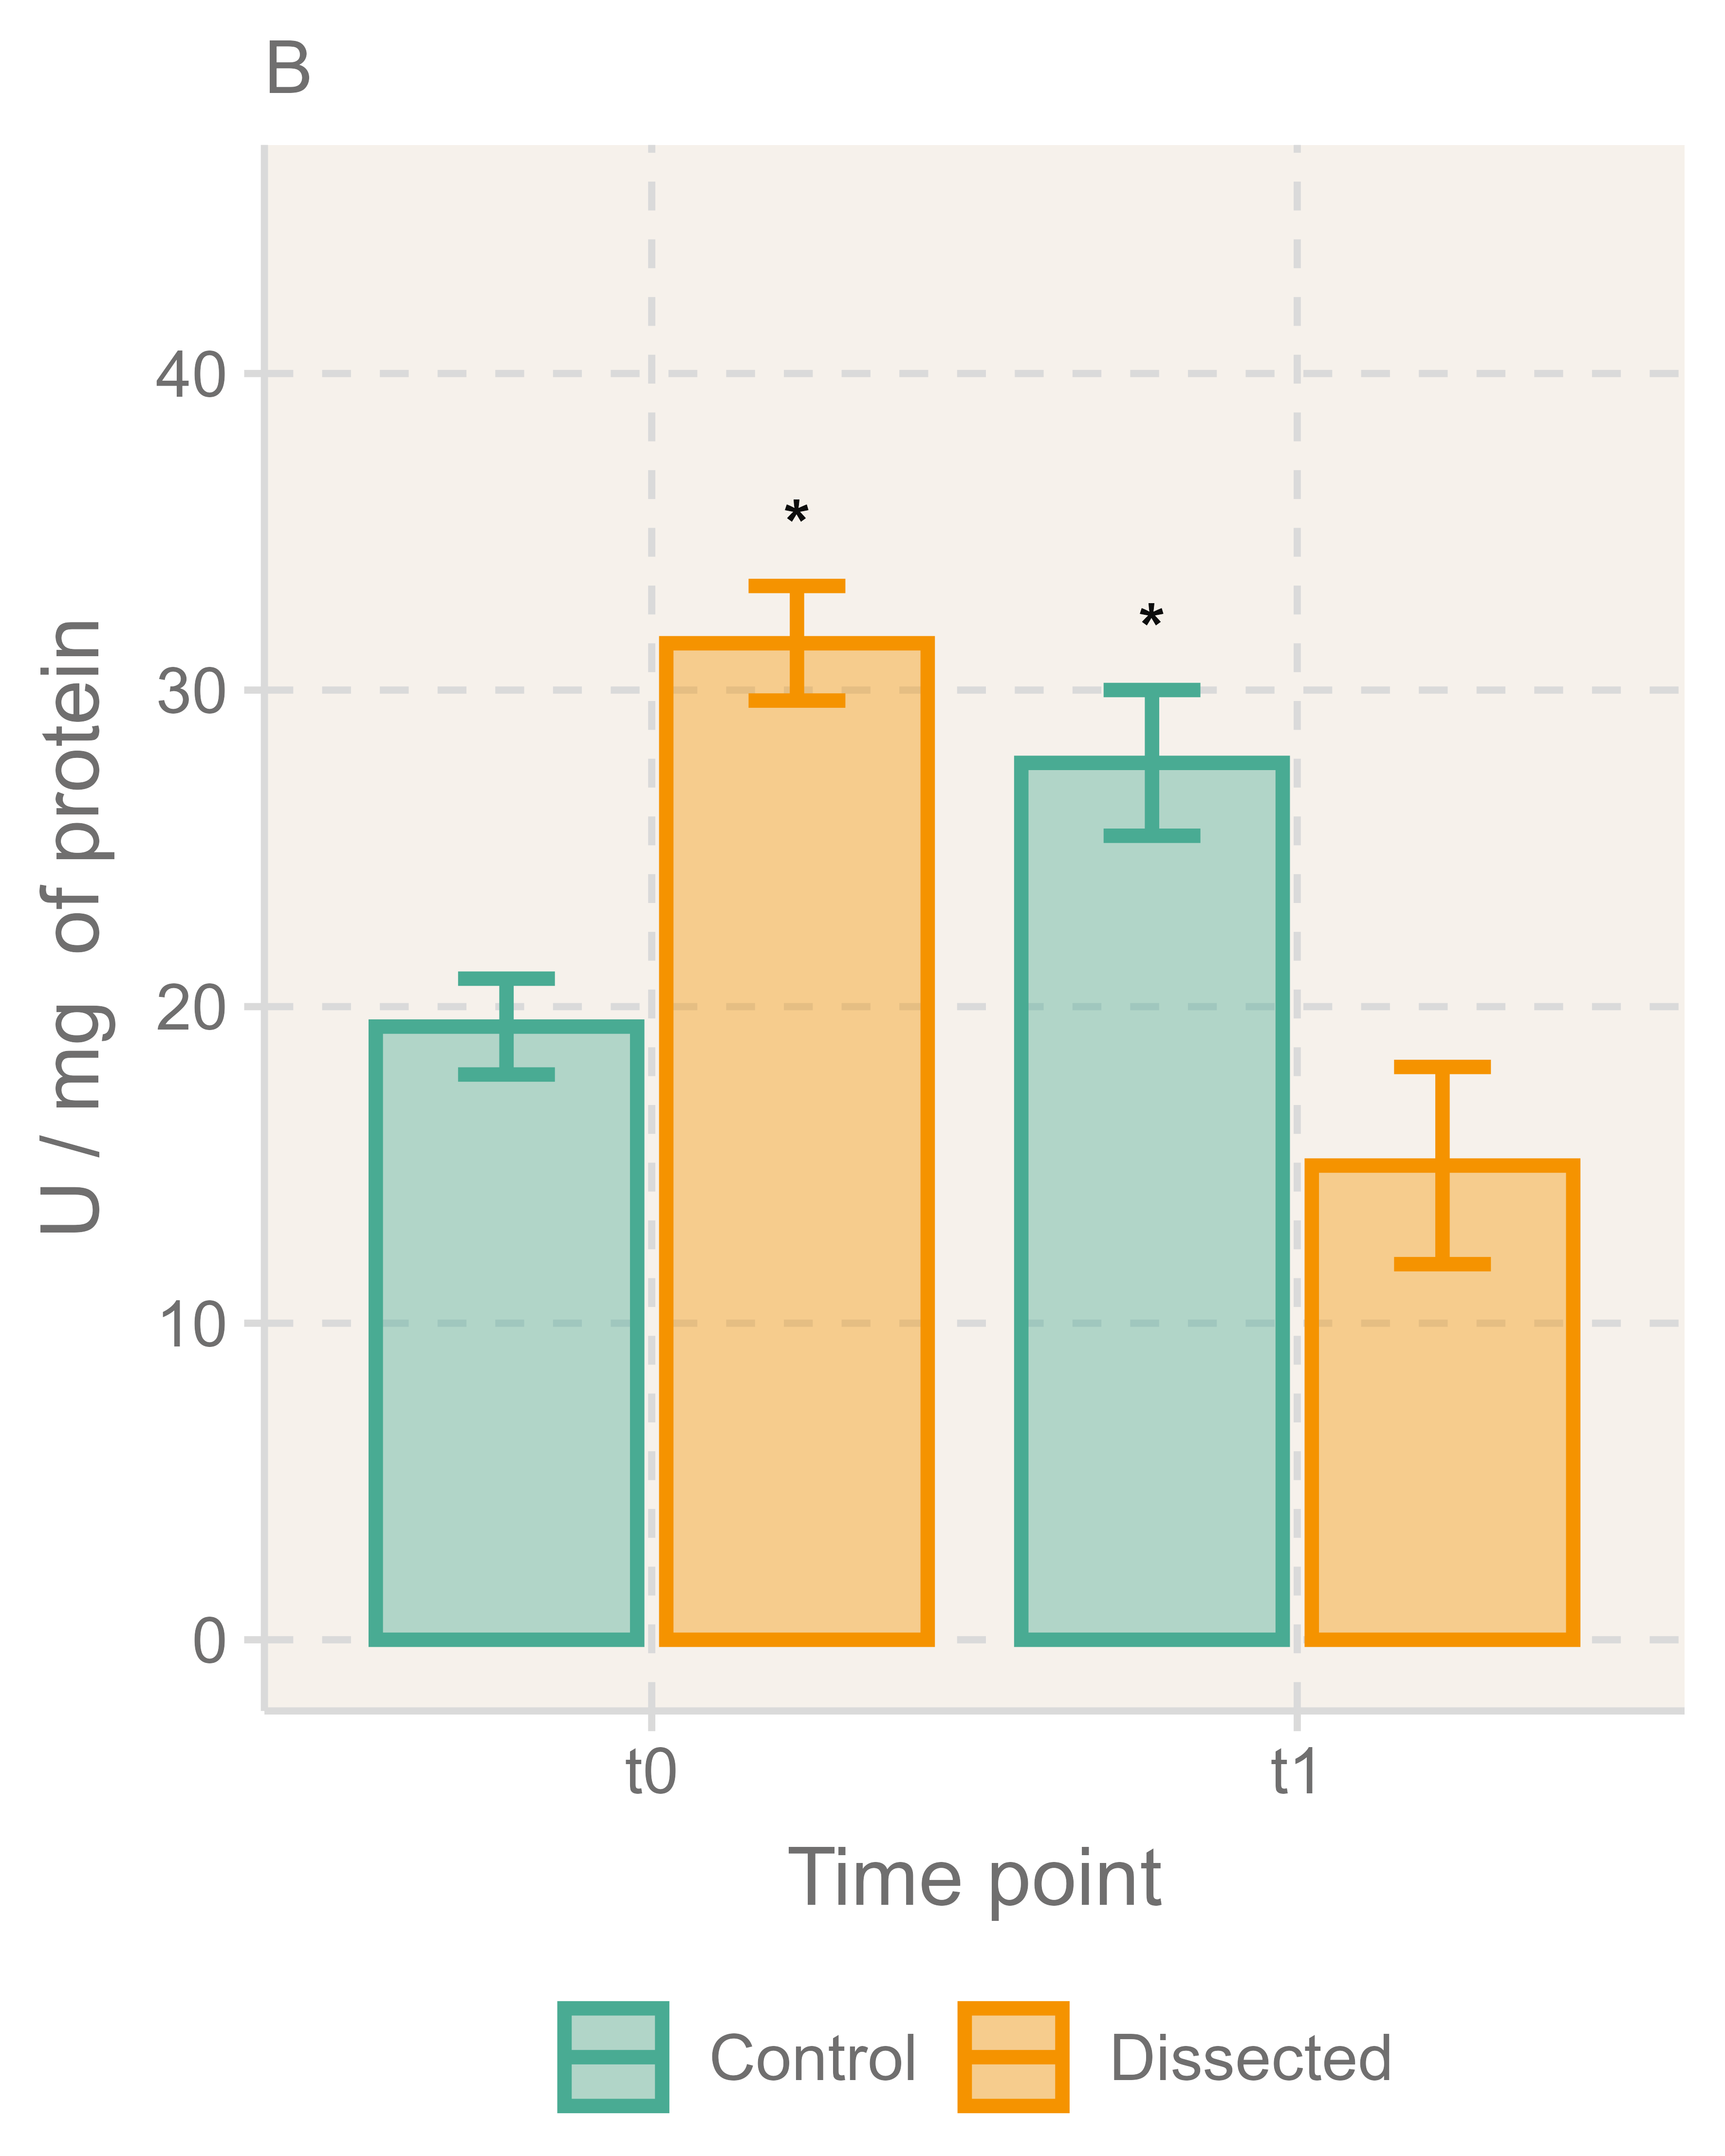 B
U / mg of protein
40
30
20
10
0
*
*
t0
t1
Time point
Control
Dissected